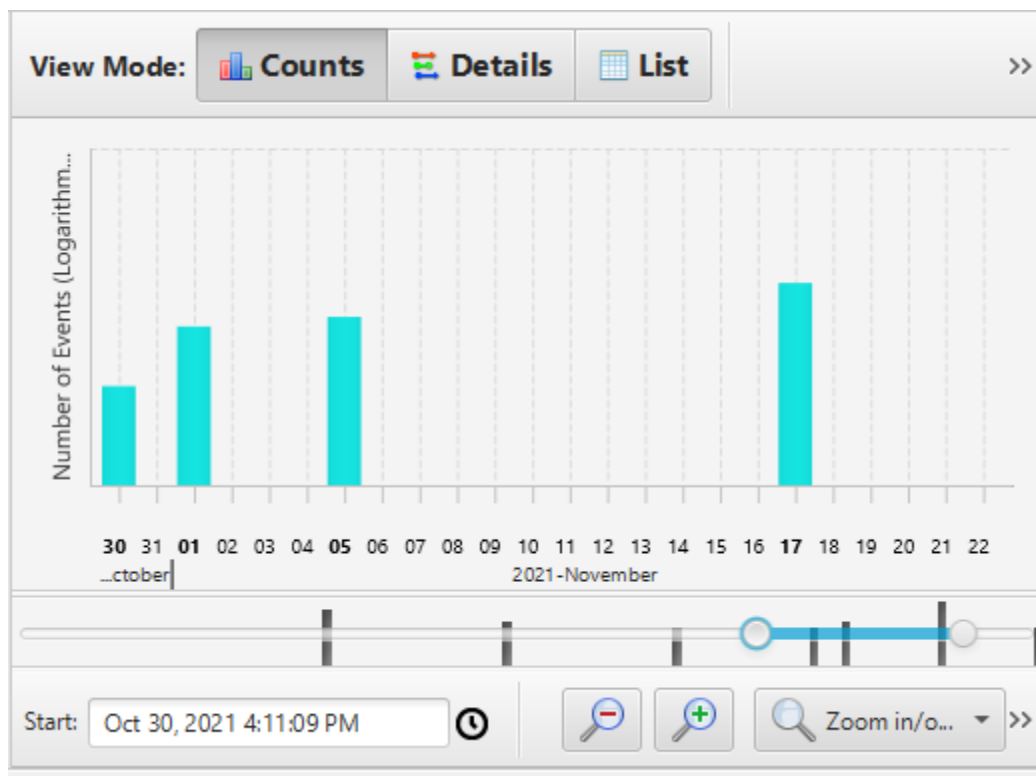 View Mode: Counts Details List >>
Number of Events (Logarithm...
30 31 01 02 03 04 05 06 07 08 09 10 11 12 13 14 15 16 17 18 19 20 21 22
...ctober 2021-November
Start: Oct 30, 2021 4:11:09 PM Zoom in/o... >>